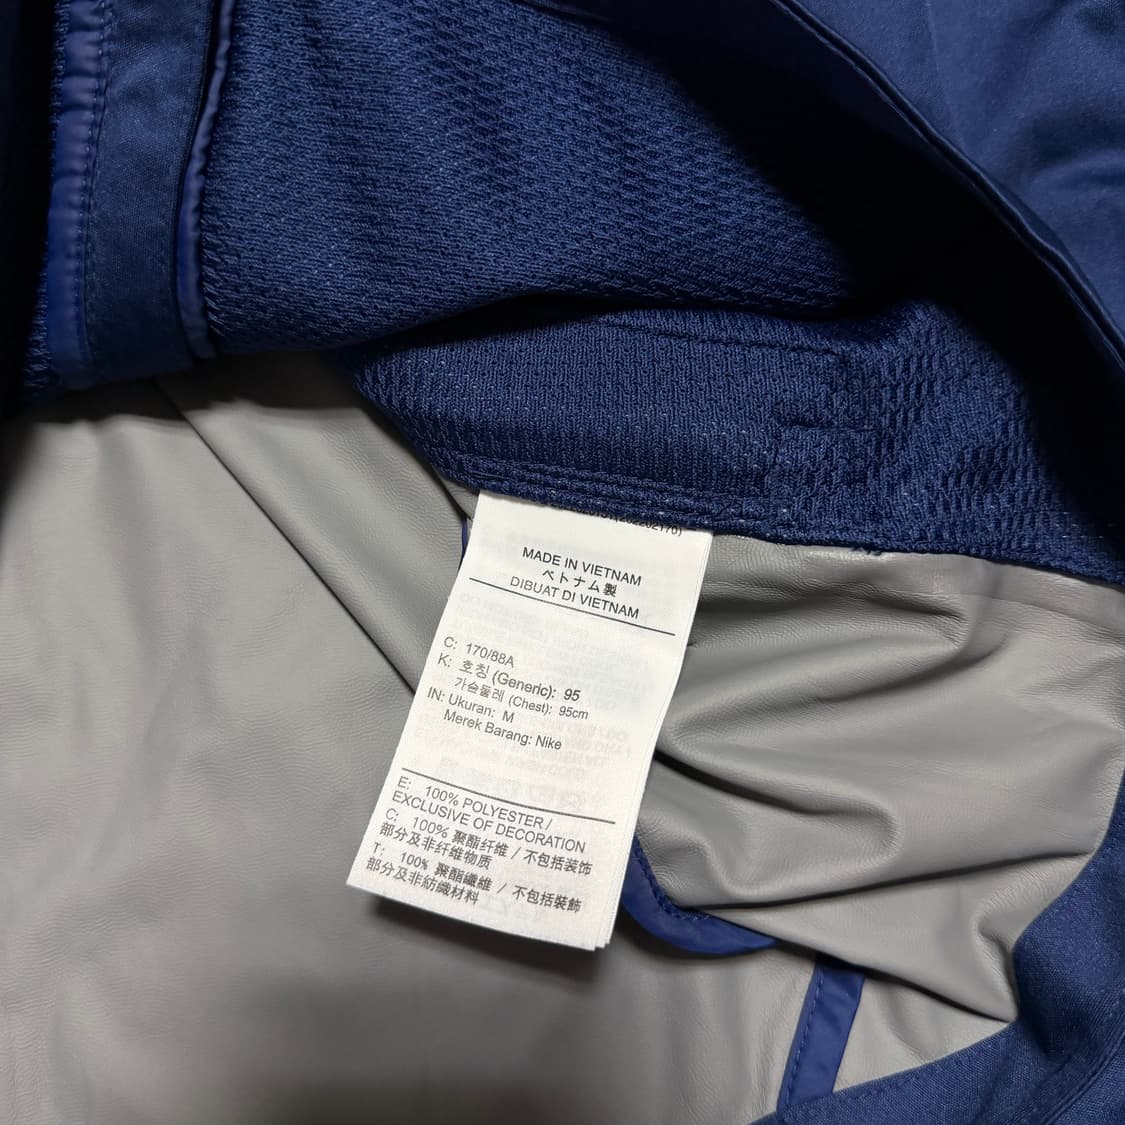 MADE IN VIETNAM
ベトナム製
DIBUAT DI VIETNAM
C: 170/88A
K: 호칭 (Generic): 95
가슴둘레 (Chest): 95cm
IN: Ukuran: M
Merek Barang: Nike
E: 100% POLYESTER /
EXCLUSIVE OF DECORATION
C: 100% 聚酯纤维 / 不包括装饰
部分及非纤维物质
T: 100% 聚酯纖維 / 不包括裝飾
部分及非紡織材料